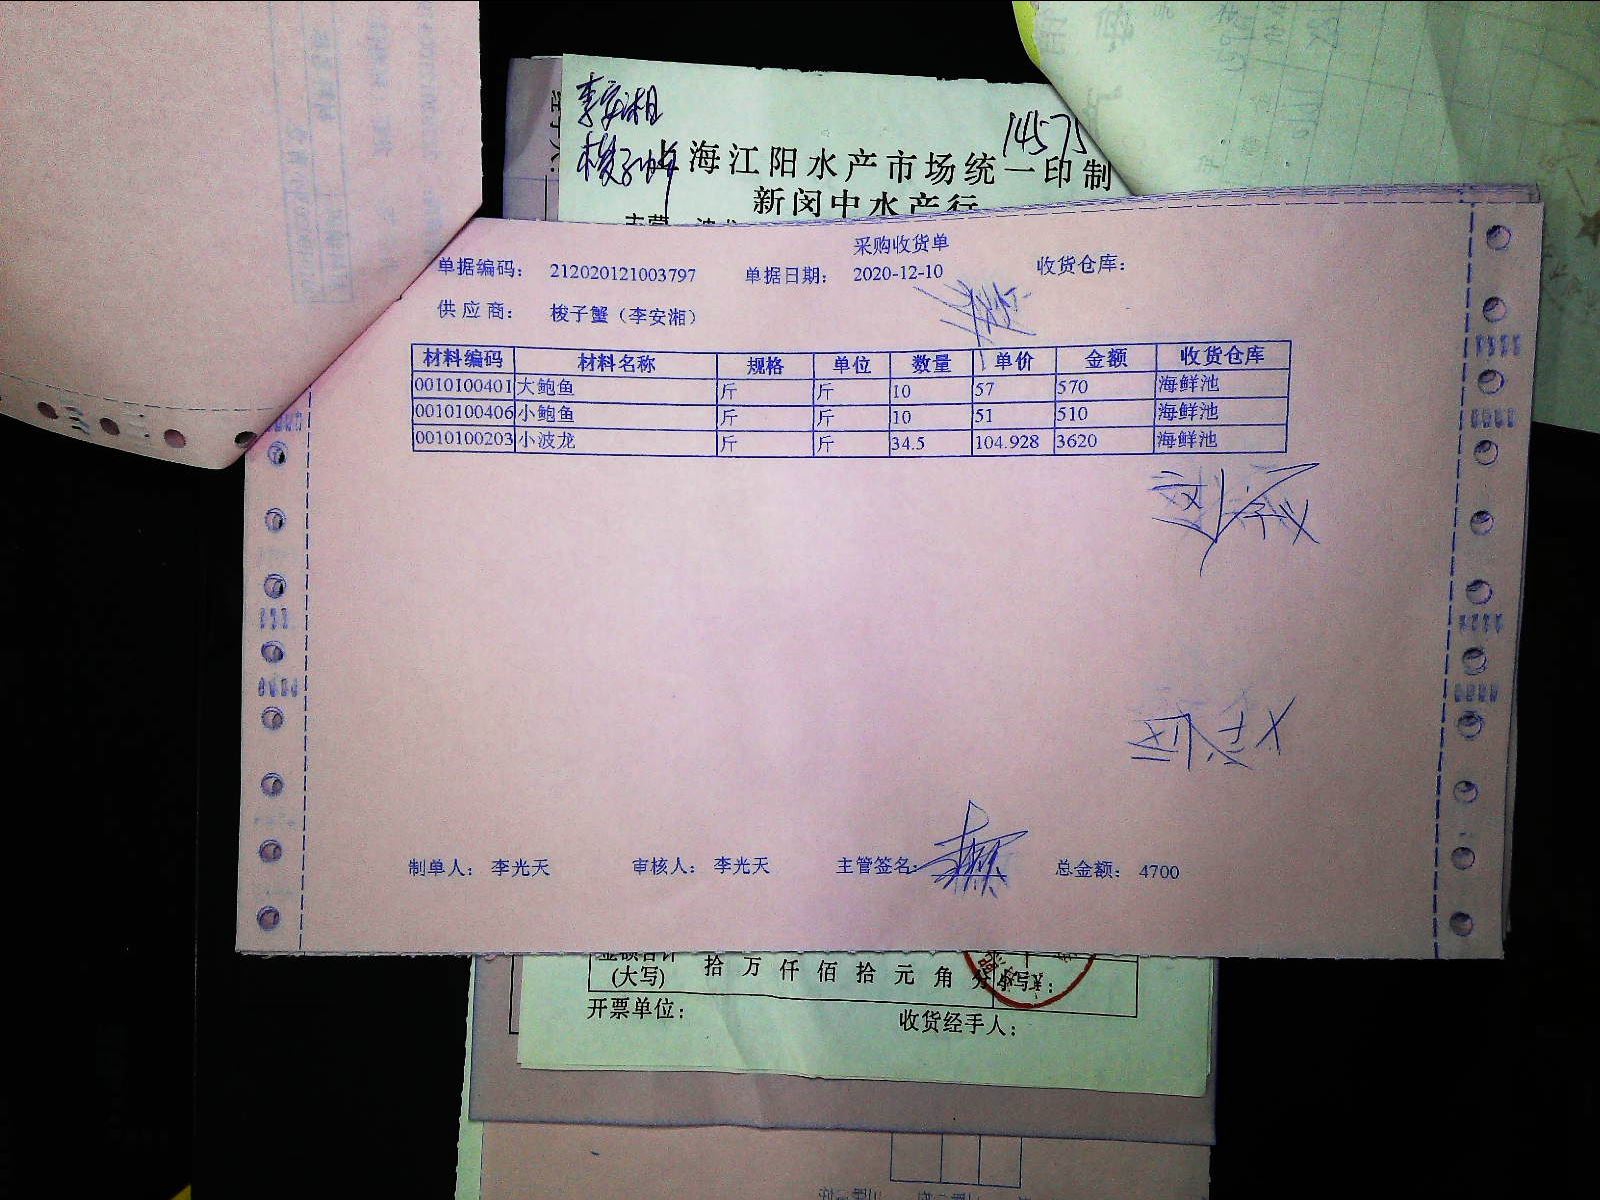 李安湘
梭子蟹
14575
上海江阳水产市场统一印制
新闵中水产行
主营
采购收货单
单据编码： 212020121003797 单据日期： 2020-12-10 收货仓库：
供应商： 梭子蟹（李安湘）
材料编码 材料名称 规格 单位 数量 单价 金额 收货仓库
0010100401 大鲍鱼 斤 斤 10 57 570 海鲜池
0010100406 小鲍鱼 斤 斤 10 51 510 海鲜池
0010100203 小波龙 斤 斤 34.5 104.928 3620 海鲜池
制单人： 李光天 审核人： 李光天 主管签名： 总金额： 4700
金额合计
(大写) 拾 万 仟 佰 拾 元 角 分 小写¥：
开票单位： 收货经手人：